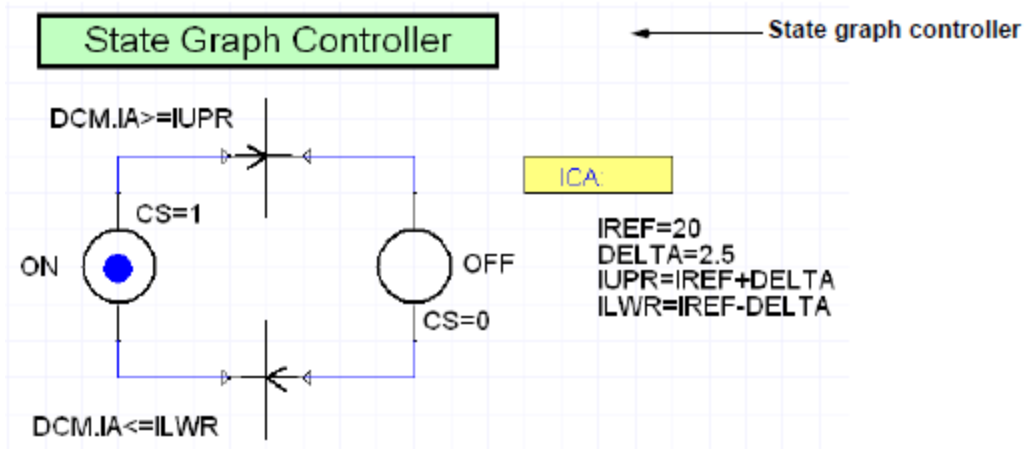 State Graph Controller
State graph controller
DCM.IA>=IUPR
ICA:
CS=1
IREF=20
DELTA=2.5
IUPR=IREF+DELTA
ILWR=IREF-DELTA
ON
OFF
CS=0
DCM.IA<=ILWR